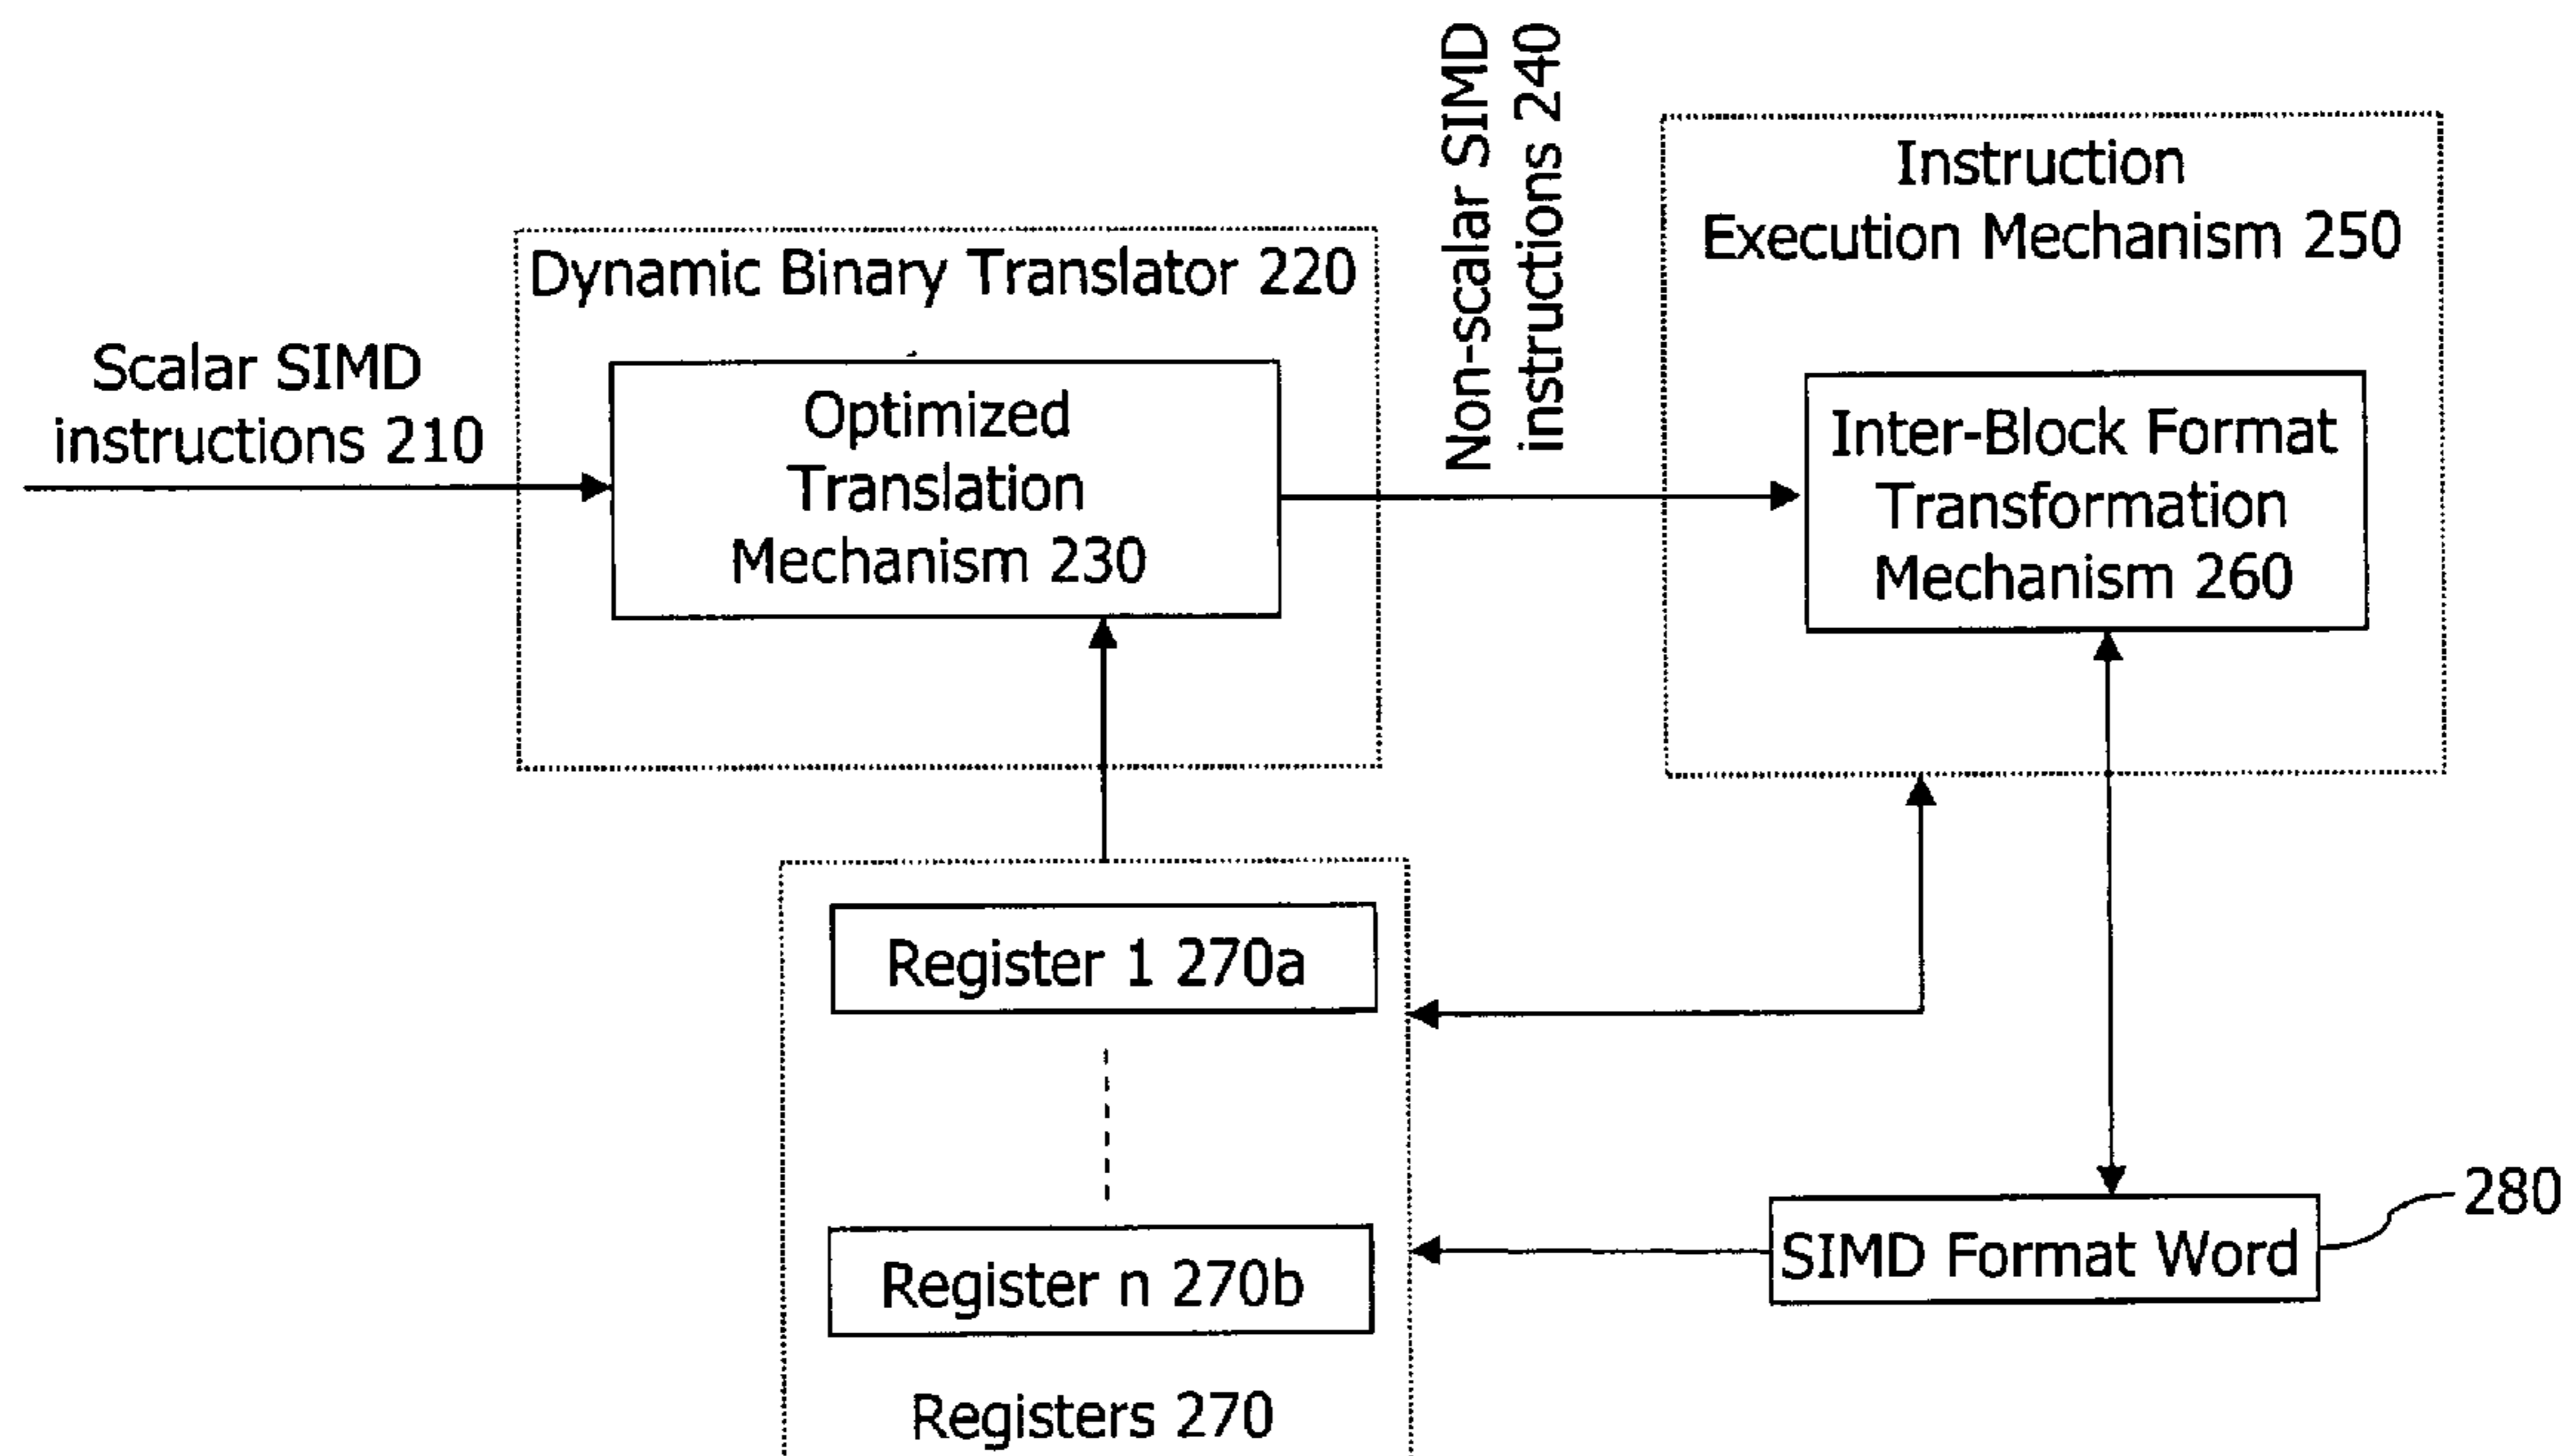 Scalar SIMD
instructions 210
Dynamic Binary Translator 220
Optimized
Translation
Mechanism 230
Non-scalar SIMD
instructions 240
Instruction
Execution Mechanism 250
Inter-Block Format
Transformation
Mechanism 260
Register 1 270a
Register n 270b
Registers 270
SIMD Format Word
280